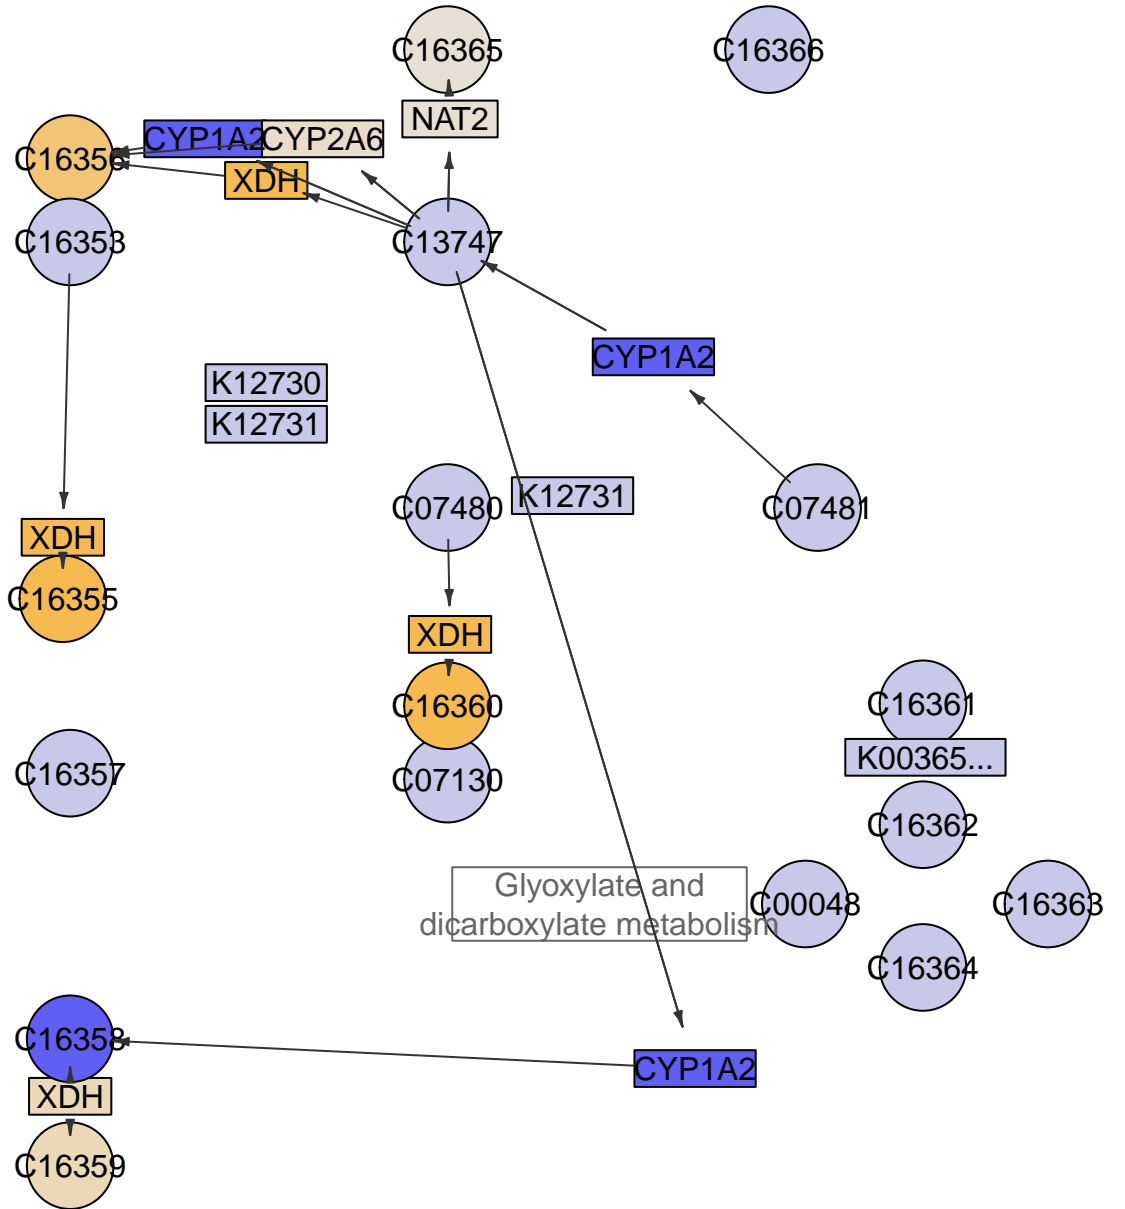 C16365
C16366
NAT2
CYP1A2
CYP2A6
C16356
XDH
C16353
C13747
CYP1A2
K12730
K12731
K12731
C07480
C07481
XDH
C16355
XDH
C16360
C16361
K00365...
C16357
C07130
C16362
Glyoxylate and
dicarboxylate metabolism
C00048
C16363
C16364
C16358
CYP1A2
XDH
C16359